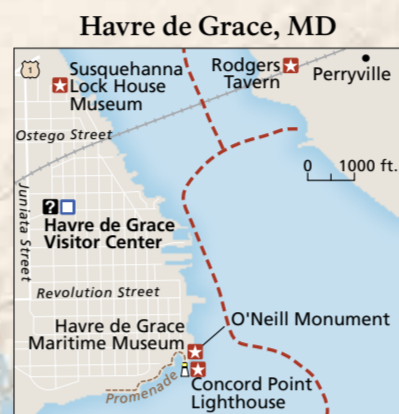 Havre de Grace, MD
1
Susquehanna
Lock House
Museum
Rodgers
Tavern
Perryville
Ostego Street
0 1000 ft.
Juniata Street
?
Havre de Grace
Visitor Center
Revolution Street
O'Neill Monument
Havre de Grace
Maritime Museum
Promenade
Concord Point
Lighthouse